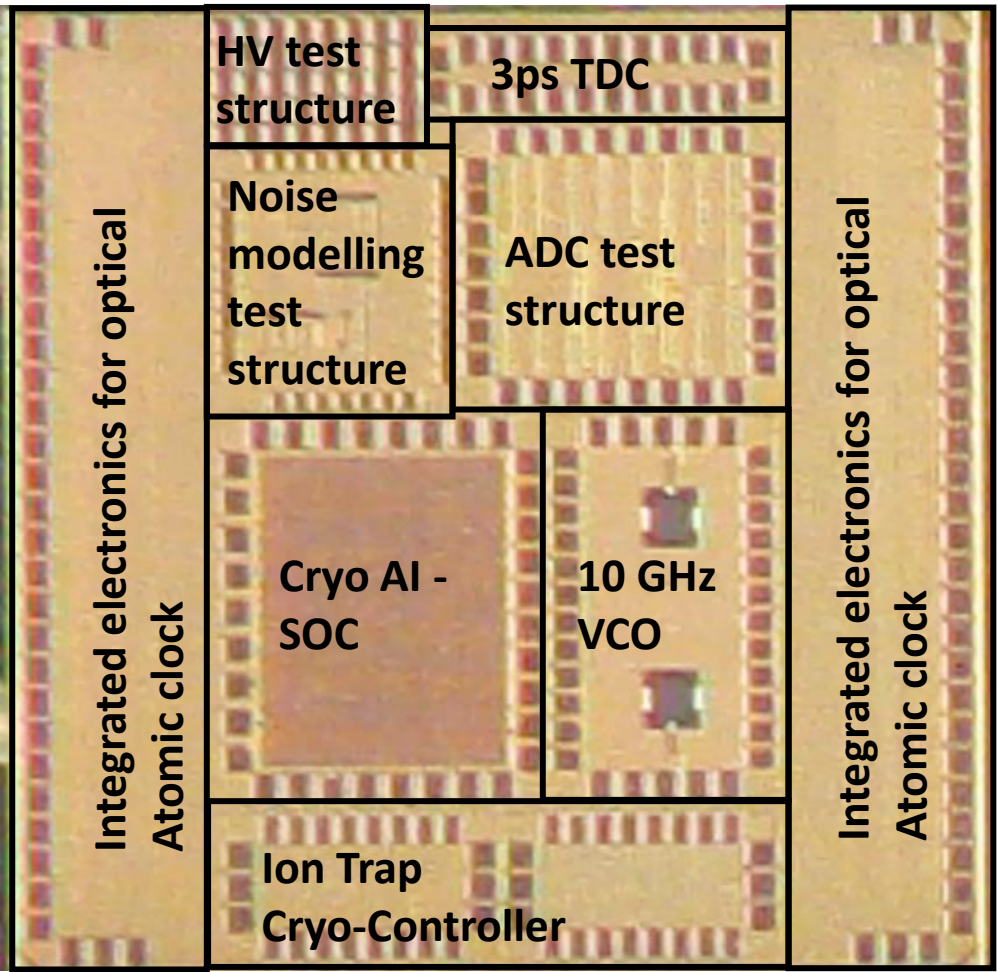 Integrated electronics for optical
Atomic clock
HV test
structure
3ps TDC
Noise
modelling
test
structure
ADC test
structure
Cryo AI -
SOC
10 GHz
VCO
Ion Trap
Cryo-Controller
Integrated electronics for optical
Atomic clock